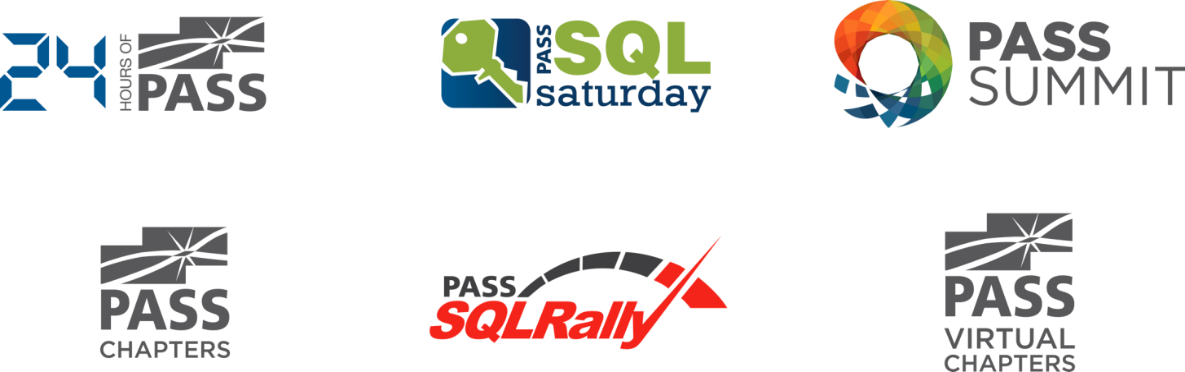 24
HOURS OF
PASS
PASS
SQL
saturday
PASS
SUMMIT
PASS
CHAPTERS
PASS
SQLRally
PASS
VIRTUAL
CHAPTERS